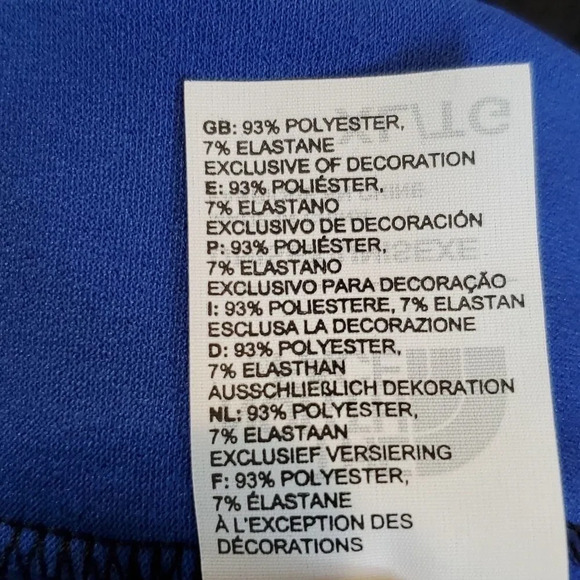 GB: 93% POLYESTER,
7% ELASTANE
EXCLUSIVE OF DECORATION
E: 93% POLIÉSTER,
7% ELASTANO
EXCLUSIVO DE DECORACIÓN
P: 93% POLIÉSTER,
7% ELASTANO
EXCLUSIVO PARA DECORAÇÃO
I: 93% POLIESTERE, 7% ELASTAN
ESCLUSA LA DECORAZIONE
D: 93% POLYESTER,
7% ELASTHAN
AUSSCHLIEßLICH DEKORATION
NL: 93% POLYESTER,
7% ELASTAAN
EXCLUSIEF VERSIERING
F: 93% POLYESTER,
7% ÉLASTANE
À L'EXCEPTION DES
DÉCORATIONS
XL/TG